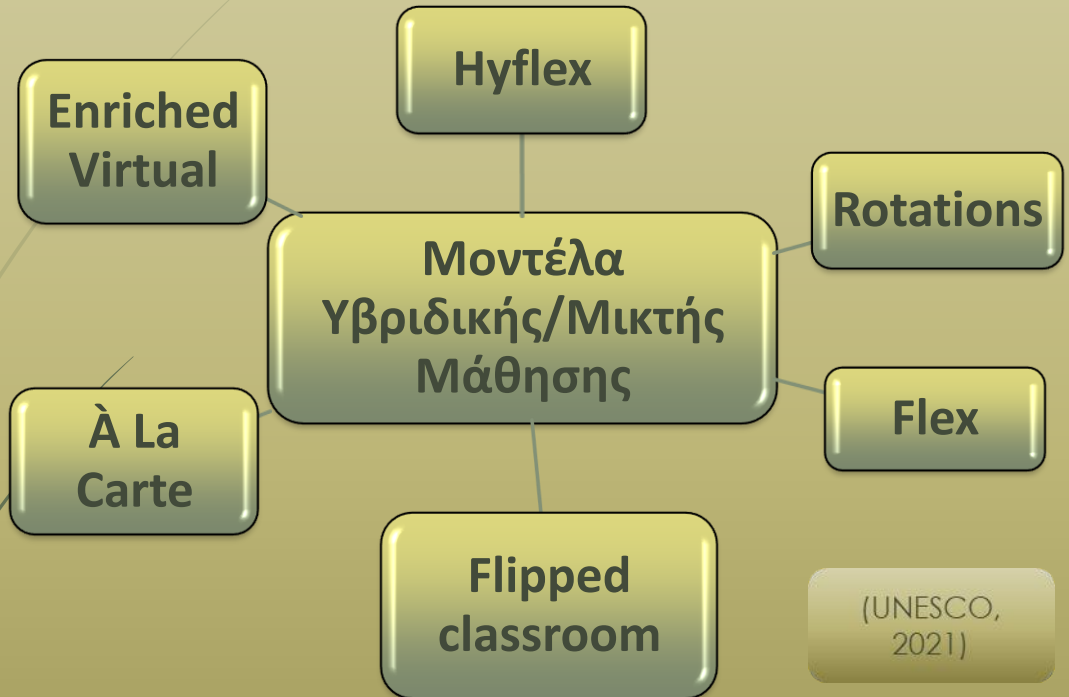 Hyflex
Enriched
Virtual
Rotations
Μοντέλα
Υβριδικής/Μικτής
Μάθησης
Flex
À La
Carte
Flipped
classroom
(UNESCO,
2021)